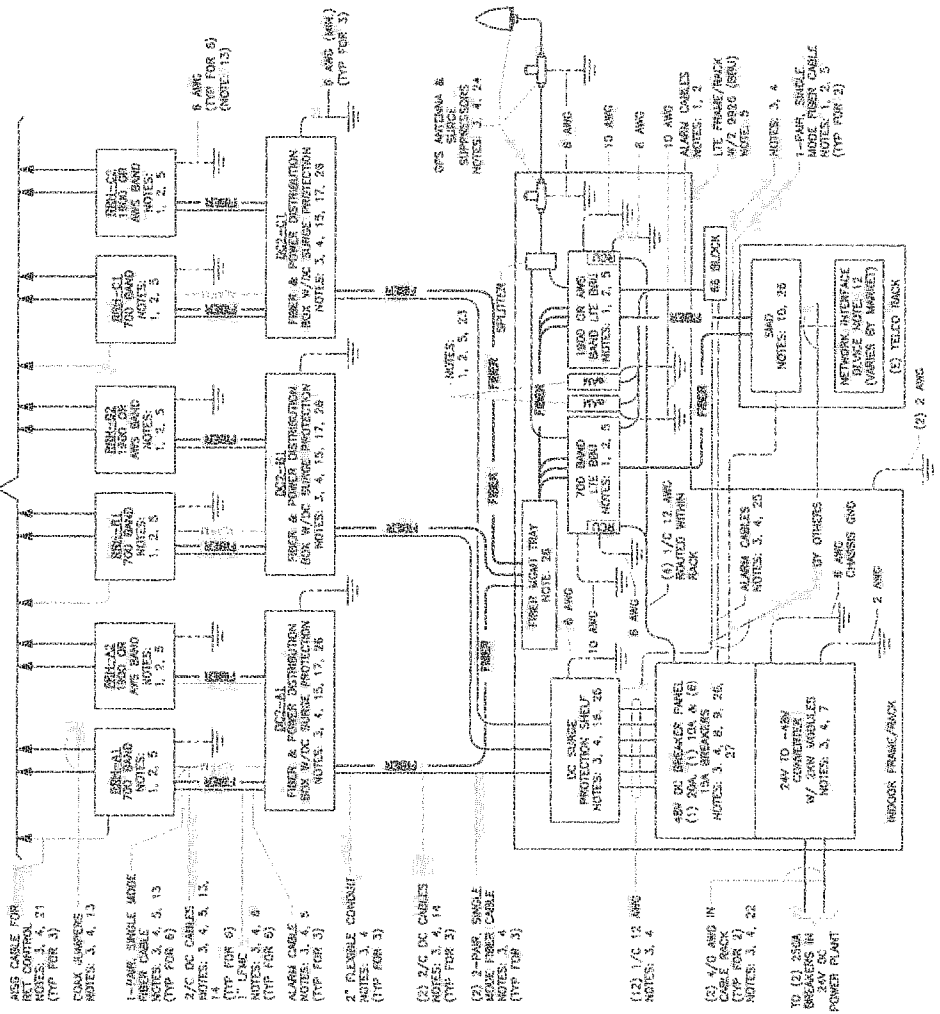 AISG CABLE FOR
RET CONTROL
NOTES: 3, 4, 21
(TYP FOR 3)
COAX JUMPERS
NOTES: 3, 4, 13
1-PAIR, SINGLE MODE
FIBER CABLE
NOTES: 3, 4, 5, 13
(TYP FOR 6)
2/C DC CABLES
NOTES: 3, 4, 5, 13,
14
(TYP FOR 6)
1" LFMC
NOTES: 3, 4, 6
(TYP FOR 6)
ALARM CABLE
NOTES: 3, 4, 5
(TYP FOR 3)
2" FLEXIBLE CONDUIT
NOTES: 3, 4
(TYP FOR 3)
(2) 2/C DC CABLES
NOTES: 3, 4, 14
(TYP FOR 3)
(2) 2-PAIR, SINGLE
MODE FIBER CABLE
NOTES: 3, 4
(TYP FOR 3)
(12) 1/C 12 AWG
NOTES: 3, 4
(2) 4/0 AWG IN
CABLE RACK
(TYP FOR 2)
NOTES: 3, 4, 22
TO (2) 250A
BREAKERS IN
24V DC
POWER PLANT
RRH-A1
700 BAND
NOTES:
1, 2, 5
RRH-A2
1900 OR
AWS BAND
NOTES:
1, 2, 5
RRH-B1
700 BAND
NOTES:
1, 2, 5
RRH-B2
1900 OR
AWS BAND
NOTES:
1, 2, 5
RRH-C1
700 BAND
NOTES:
1, 2, 5
RRH-C2
1900 OR
AWS BAND
NOTES:
1, 2, 5
6 AWG
(TYP FOR 6)
(NOTE: 13)
DC2-A1
FIBER & POWER DISTRIBUTION
BOX W/DC SURGE PROTECTION
NOTES: 3, 4, 15, 17, 26
DC2-B1
FIBER & POWER DISTRIBUTION
BOX W/DC SURGE PROTECTION
NOTES: 3, 4, 15, 17, 26
DC2-C1
FIBER & POWER DISTRIBUTION
BOX W/DC SURGE PROTECTION
NOTES: 3, 4, 15, 17, 26
6 AWG (MIN.)
(TYP FOR 3)
FIBER
FIBER
FIBER
NOTES:
1, 2, 5, 23
SPLITTER
GPS ANTENNA &
SURGE
SUPPRESSORS
NOTES: 3, 4, 24
FIBER MGMT TRAY
NOTE: 26
FIBER
700 BAND
LTE BBU
NOTES: 1, 2, 5
1900 OR AWS
BAND LTE BBU
NOTES: 1, 2, 5
6 AWG
10 AWG
6 AWG
10 AWG
ALARM CABLES
NOTES: 1, 2
LTE FRAME/RACK
W/2 9926 (BBU)
NOTE: 5
NOTES: 3, 4
1-PAIR, SINGLE
MODE FIBER CABLE
NOTES: 1, 2, 5
(TYP FOR 2)
66 BLOCK
FIBER
SMD
NOTES: 10, 26
NETWORK INTERFACE
DEVICE NOTE: 12
(VARIES BY MARKET)
(E) TELCO RACK
DC SURGE
PROTECTION SHELF
NOTES: 3, 4, 16, 25
6 AWG
10 AWG
6 AWG
(6) 1/C 12 AWG
ROUTED WITHIN
RACK
ALARM CABLES
NOTES: 3, 4, 25
BY OTHERS
6 AWG
CHASSIS GND
2 AWG
(2) 2 AWG
48V DC BREAKER PANEL
(1) 20A, (1) 10A & (6)
15A BREAKERS
NOTES: 3, 4, 8, 9, 26,
27
24V TO -48V
CONVERTER
W/ 2KW MODULES
NOTES: 3, 4, 7
INDOOR FRAME/RACK